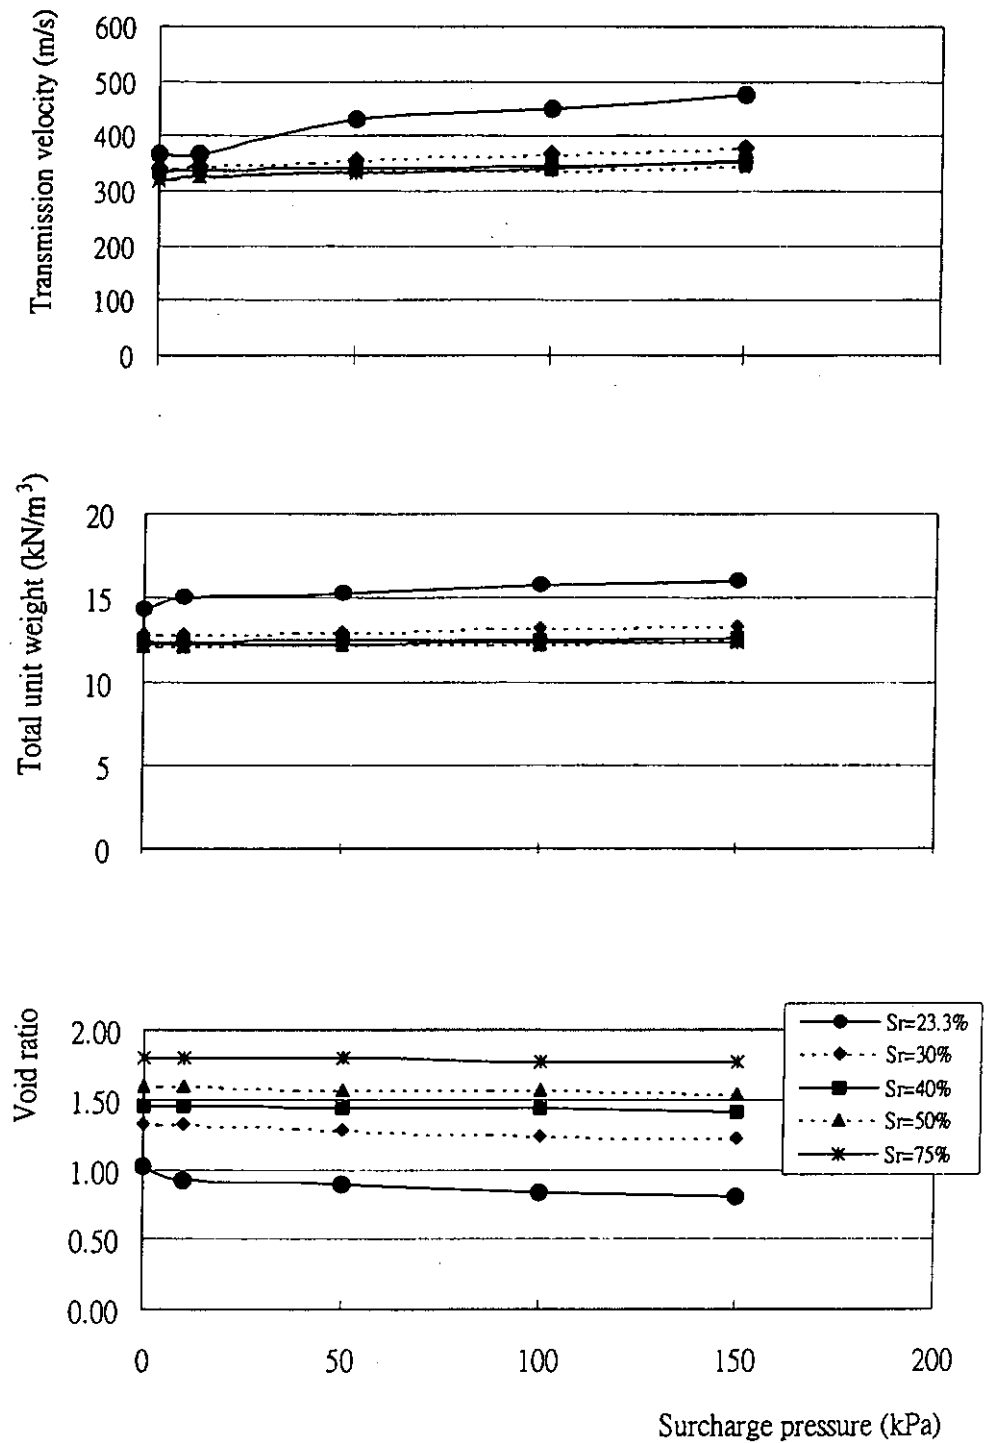 Transmission velocity (m/s)
600
500
400
300
200
100
0
Total unit weight (kN/m³)
20
15
10
5
0
Void ratio
2.00
1.50
1.00
0.50
0.00
Sr=23.3%
Sr=30%
Sr=40%
Sr=50%
Sr=75%
0 50 100 150 200
Surcharge pressure (kPa)